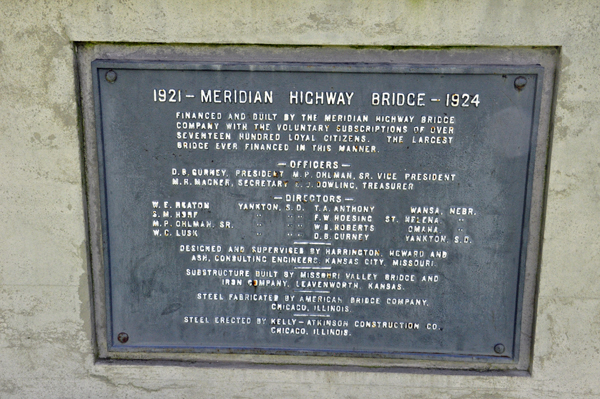 1921 — MERIDIAN HIGHWAY BRIDGE — 1924
FINANCED AND BUILT BY THE MERIDIAN HIGHWAY BRIDGE
COMPANY WITH THE VOLUNTARY SUBSCRIPTIONS OF OVER
SEVENTEEN HUNDRED LOYAL CITIZENS. THE LARGEST
BRIDGE EVER FINANCED IN THIS MANNER.
— OFFICERS —
D. B. GURNEY, PRESIDENT M. P. OHLMAN, SR. VICE PRESIDENT
M. H. WAGNER, SECRETARY DOWLING, TREASURER
— DIRECTORS —
W. E. HEATON YANKTON, S. D. T. A. ANTHONY WAUSA, NEBR.
S. M. HOHF " " F. W. HOESING ST. HELENA "
M. P. OHLMAN, SR. " " W. B. ROBERTS OMAHA "
W. C. LUSK " " D. B. GURNEY YANKTON, S. D.
DESIGNED AND SUPERVISED BY HARRINGTON, HOWARD AND
ASH, CONSULTING ENGINEERS, KANSAS CITY, MISSOURI
SUBSTRUCTURE BUILT BY MISSOURI VALLEY BRIDGE AND
IRON COMPANY, LEAVENWORTH, KANSAS.
STEEL FABRICATED BY AMERICAN BRIDGE COMPANY,
CHICAGO, ILLINOIS.
STEEL ERECTED BY KELLY-ATKINSON CONSTRUCTION CO.,
CHICAGO, ILLINOIS.